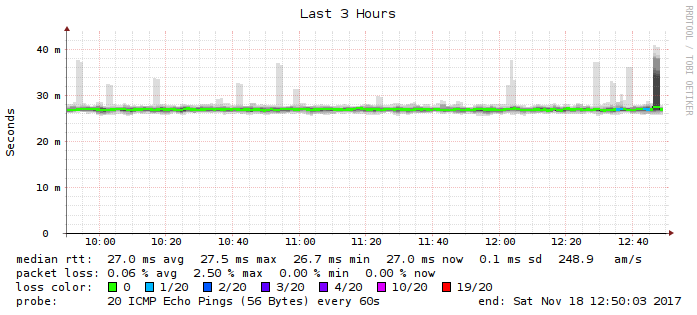 Last 3 Hours
RRDTOOL / TOBI OETIKER
Seconds
40 m
30 m
20 m
10 m
0
10:00 10:20 10:40 11:00 11:20 11:40 12:00 12:20 12:40
median rtt: 27.0 ms avg 27.5 ms max 26.7 ms min 27.0 ms now 0.1 ms sd 248.9 am/s
packet loss: 0.06 % avg 2.50 % max 0.00 % min 0.00 % now
loss color: 0 1/20 2/20 3/20 4/20 10/20 19/20
probe: 20 ICMP Echo Pings (56 Bytes) every 60s end: Sat Nov 18 12:50:03 2017